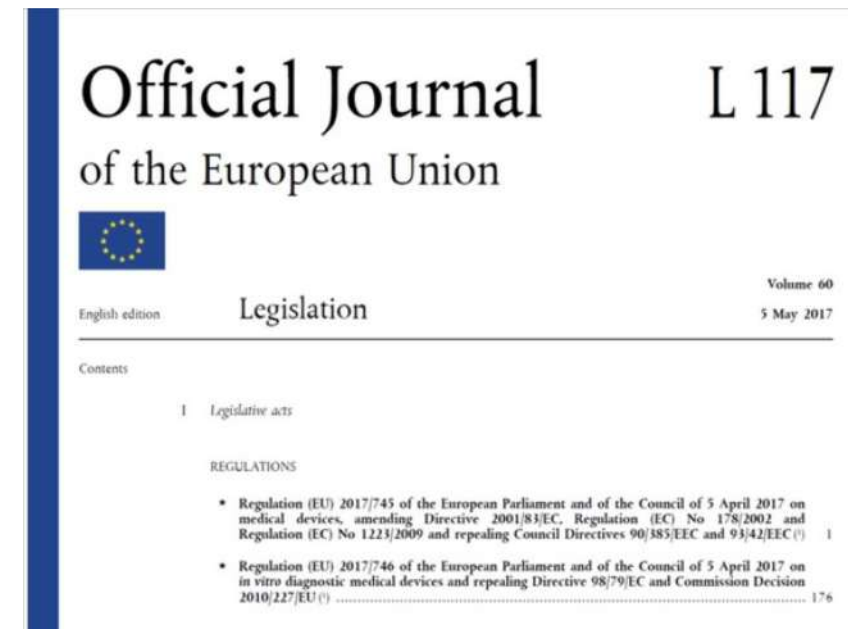 Official Journal L 117
of the European Union
Volume 60
English edition Legislation 5 May 2017
Contents
I Legislative acts
REGULATIONS
* Regulation (EU) 2017/745 of the European Parliament and of the Council of 5 April 2017 on
medical devices, amending Directive 2001/83/EC, Regulation (EC) No 178/2002 and
Regulation (EC) No 1223/2009 and repealing Council Directives 90/385/EEC and 93/42/EEC (¹) 1
* Regulation (EU) 2017/746 of the European Parliament and of the Council of 5 April 2017 on
in vitro diagnostic medical devices and repealing Directive 98/79/EC and Commission Decision
2010/227/EU (¹) ........................................................................ 176